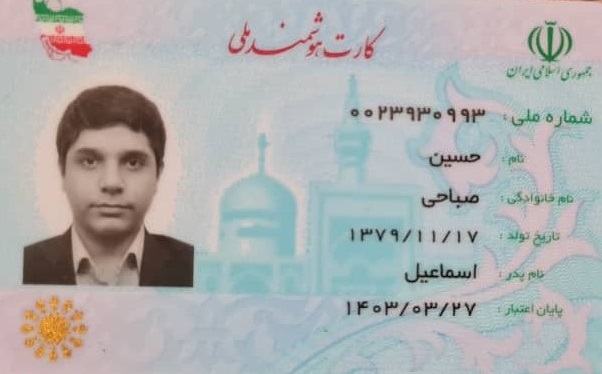 کارت هوشمند ملی
جمهوری اسلامی ایران
شماره ملی : ۰۰۲۳۹۳۰۹۹۳
نام : حسین
نام خانوادگی : صباحی
تاریخ تولد : ۱۳۷۹/۱۱/۱۷
نام پدر : اسماعیل
پایان اعتبار : ۱۴۰۳/۰۳/۲۷